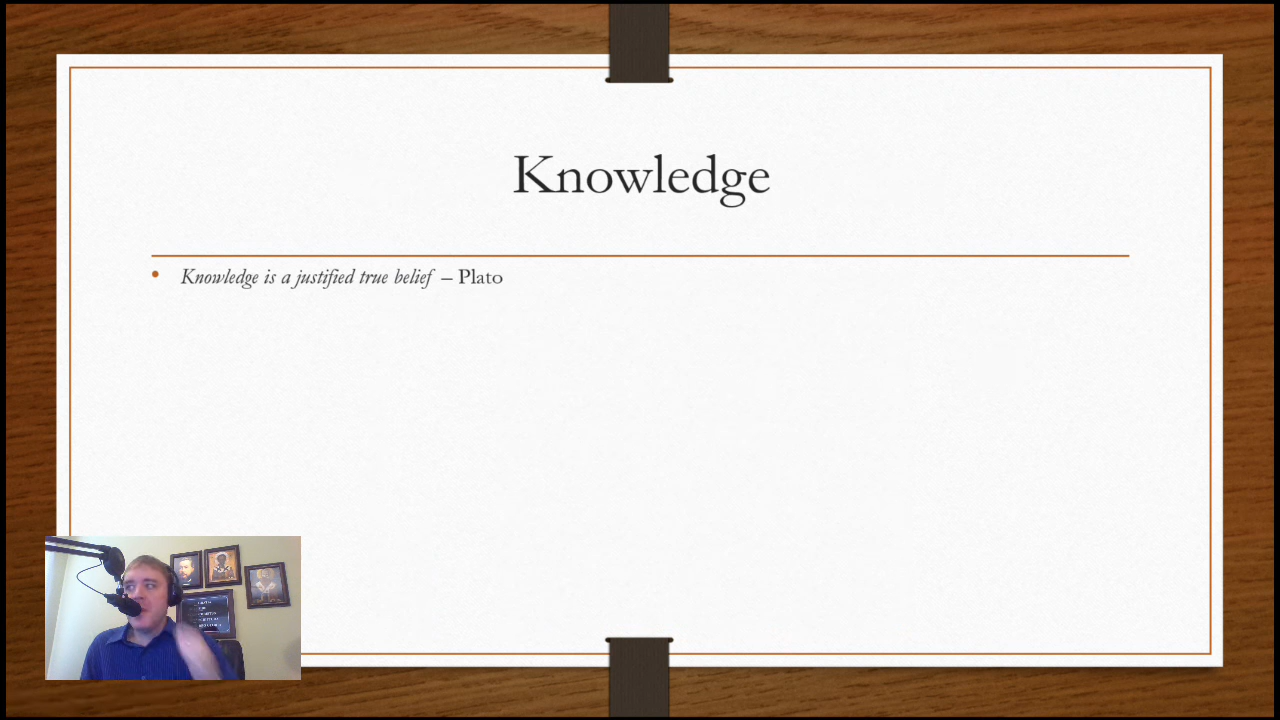 Knowledge
• Knowledge is a justified true belief – Plato